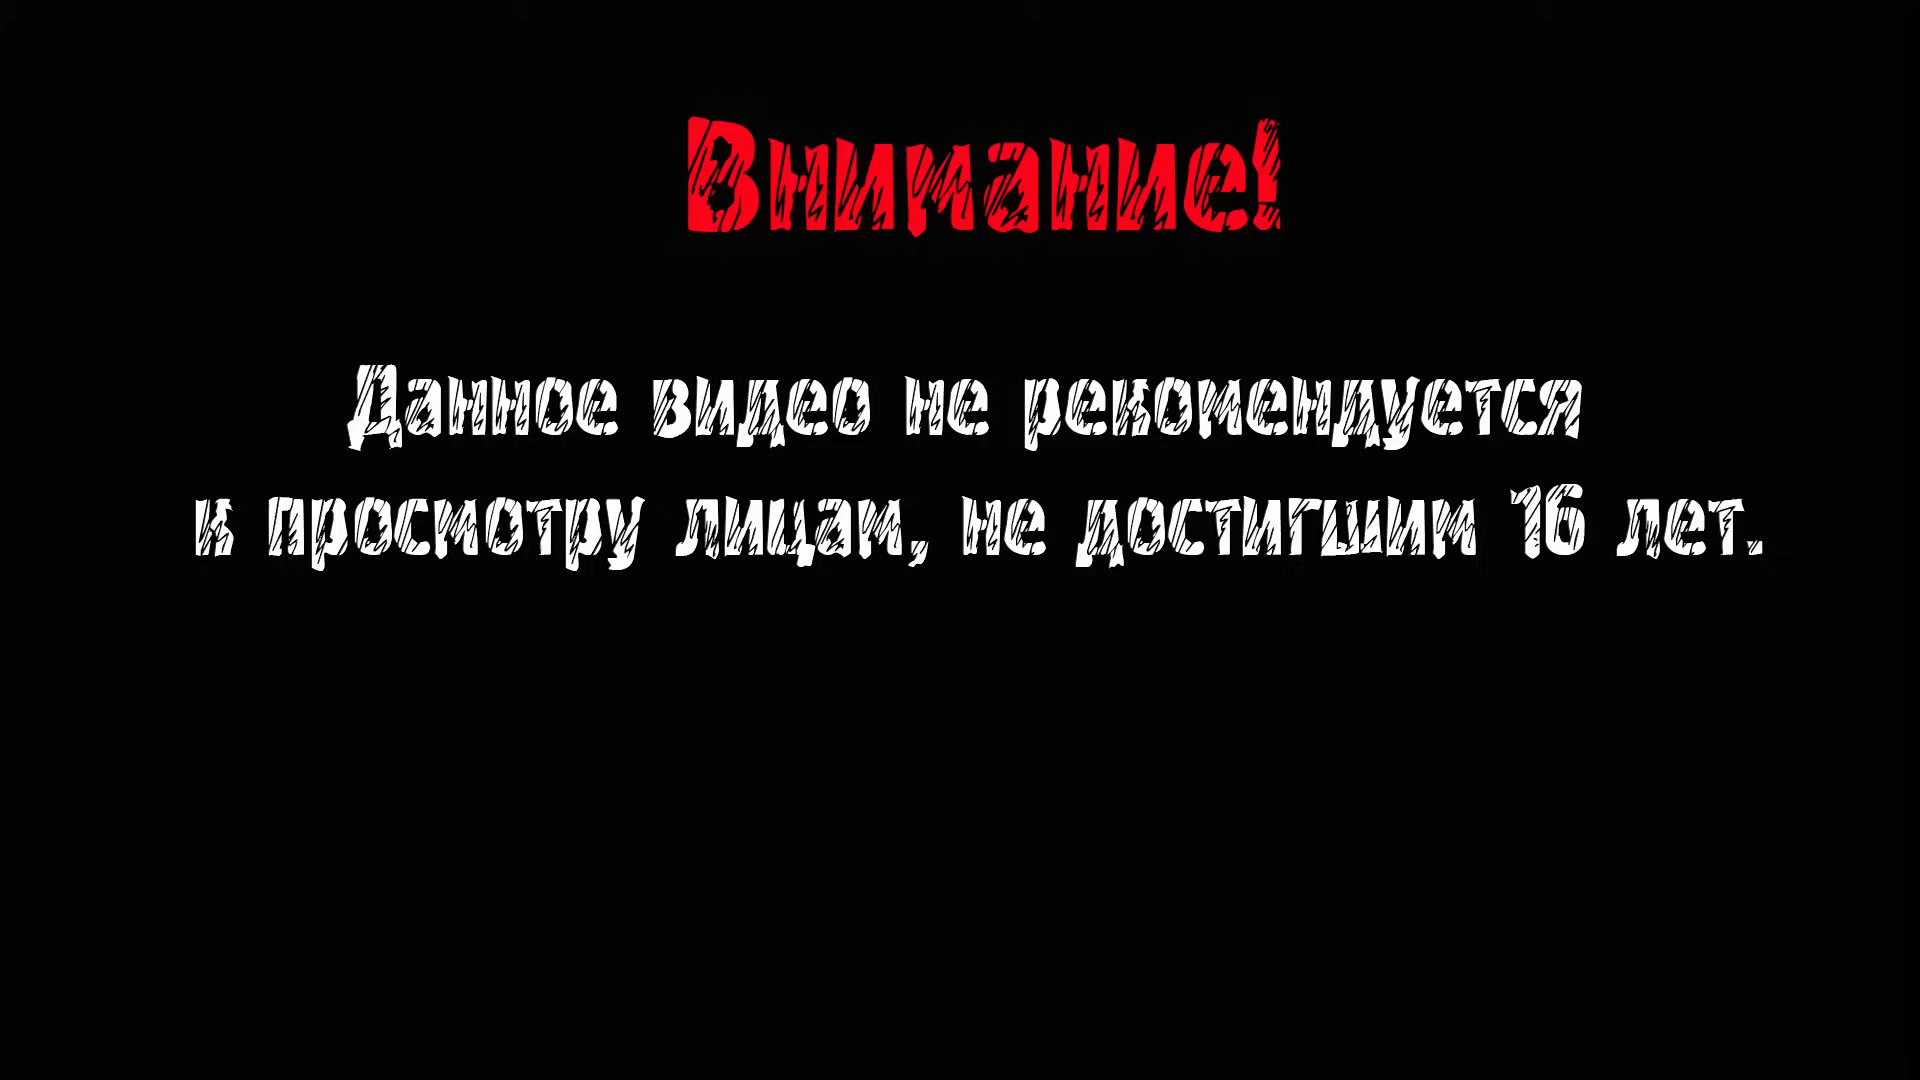 Внимание!
Данное видео не рекомендуется
к просмотру лицам, не достигшим 16 лет.